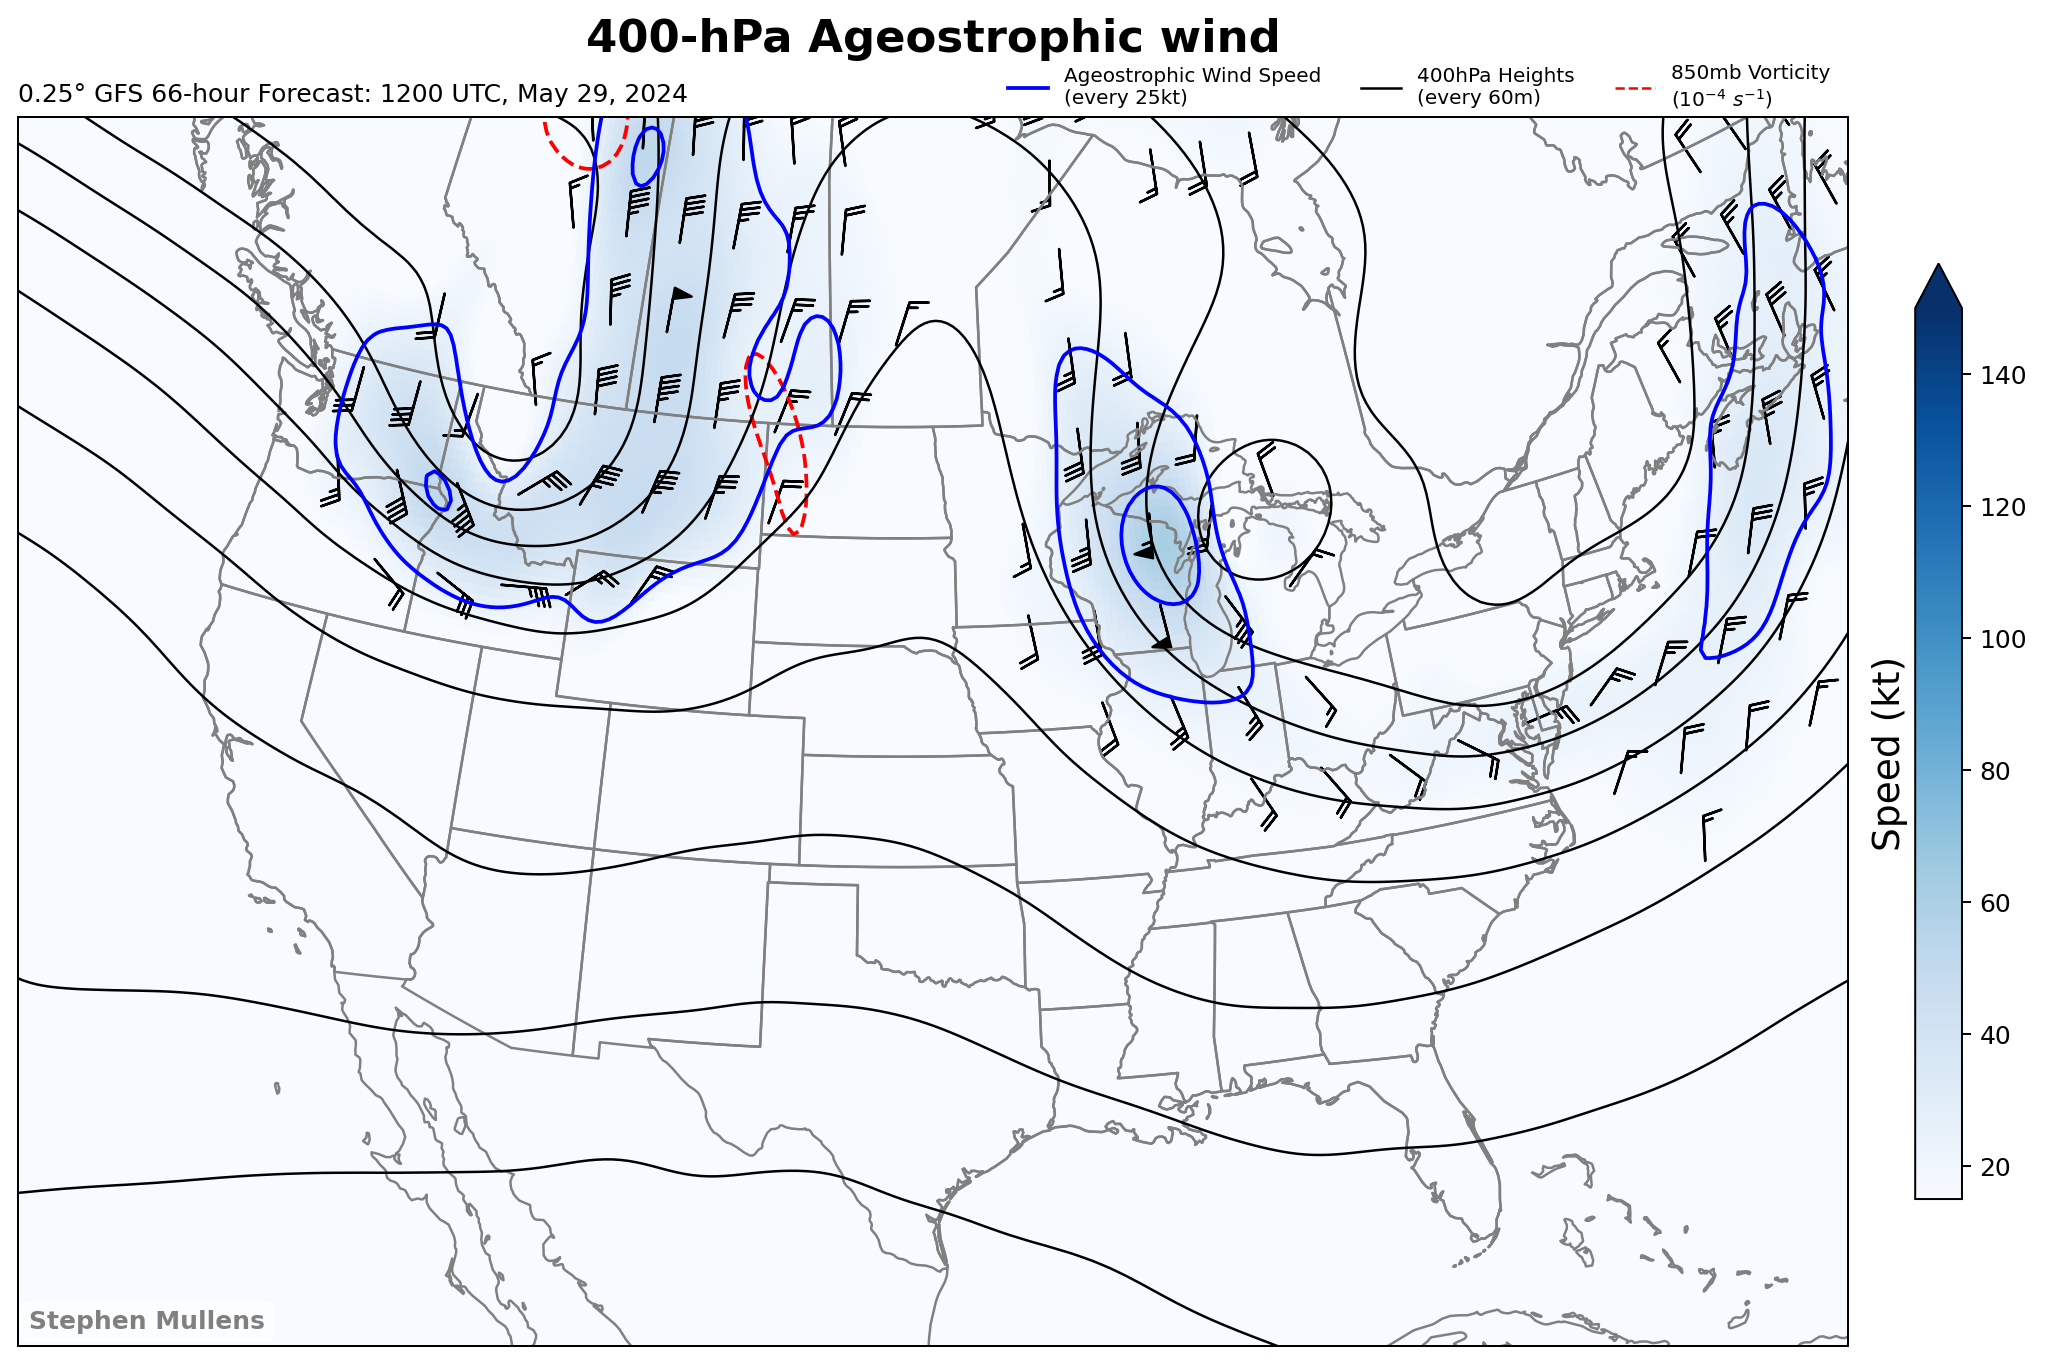 400-hPa Ageostrophic wind
0.25° GFS 66-hour Forecast: 1200 UTC, May 29, 2024
Ageostrophic Wind Speed
(every 25kt)
400hPa Heights
(every 60m)
850mb Vorticity
(10⁻⁴ s⁻¹)
140
120
100
80
60
40
20
Speed (kt)
Stephen Mullens